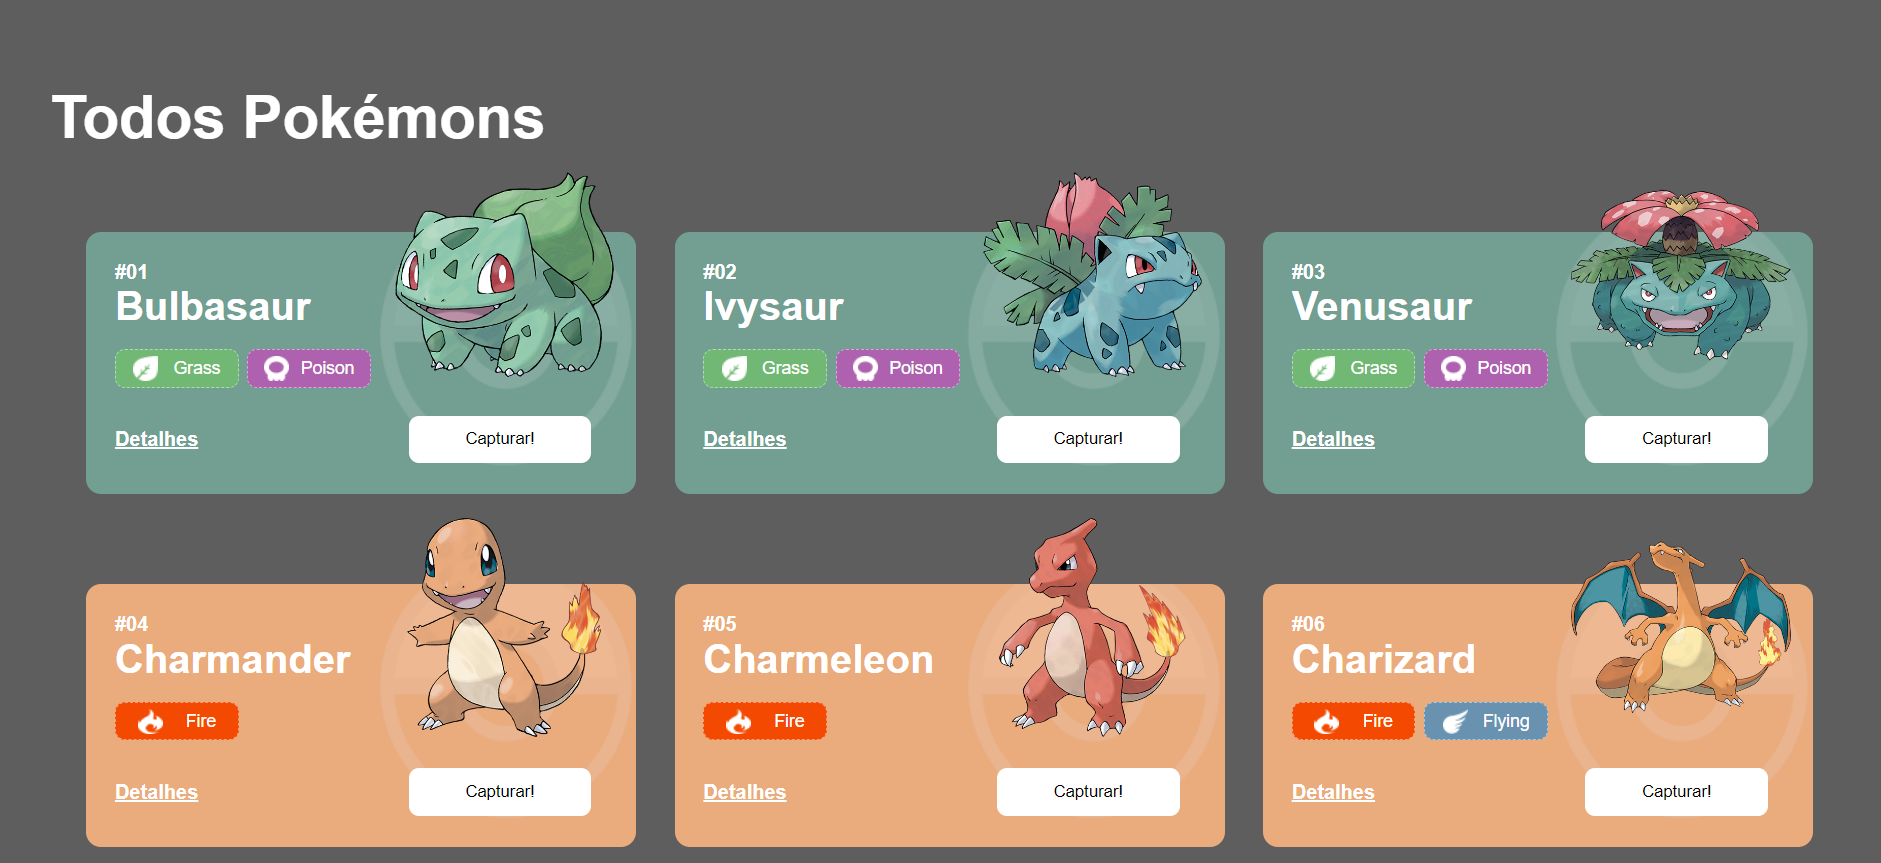 Todos Pokémons
#01
Bulbasaur
Grass Poison
Detalhes Capturar!
#02
Ivysaur
Grass Poison
Detalhes Capturar!
#03
Venusaur
Grass Poison
Detalhes Capturar!
#04
Charmander
Fire
Detalhes Capturar!
#05
Charmeleon
Fire
Detalhes Capturar!
#06
Charizard
Fire Flying
Detalhes Capturar!